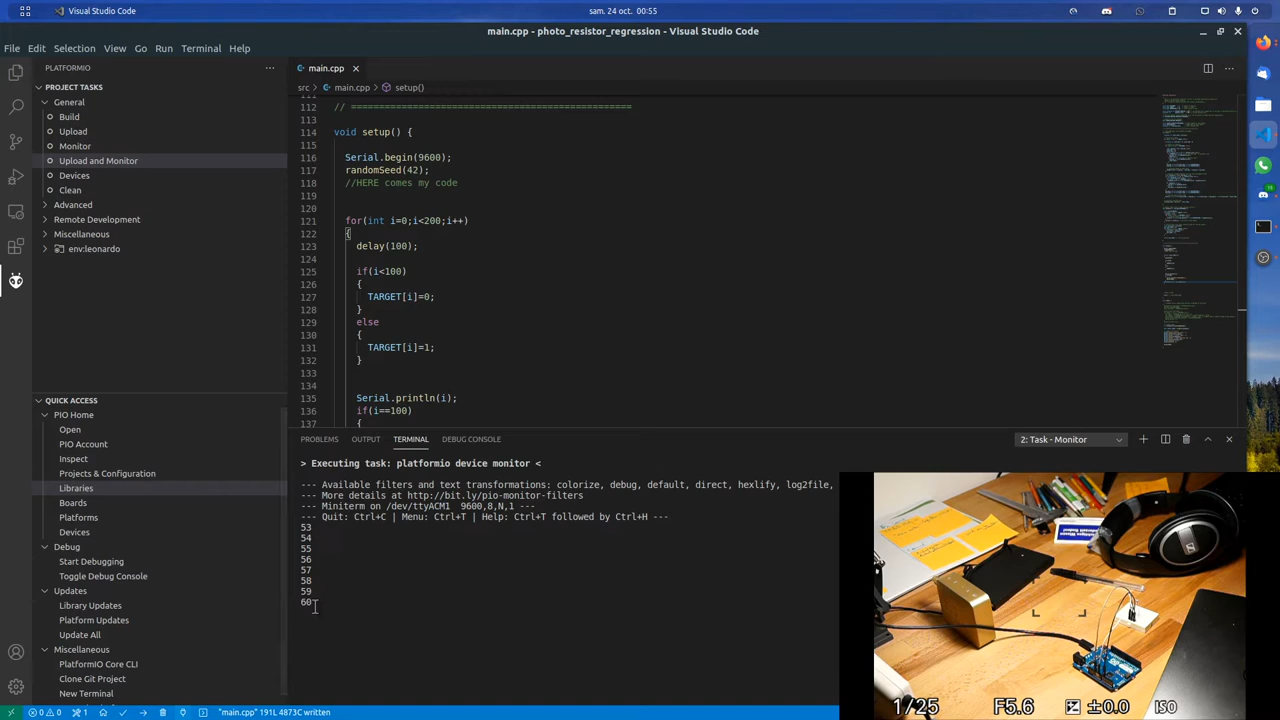 Visual Studio Code
sam. 24 oct. 00:55
main.cpp - photo_resistor_regression - Visual Studio Code
File Edit Selection View Go Run Terminal Help
PLATFORMIO
PROJECT TASKS
General
Build
Upload
Monitor
Upload and Monitor
Devices
Clean
Advanced
Remote Development
Miscellaneous
env:leonardo
QUICK ACCESS
PIO Home
Open
PIO Account
Inspect
Projects & Configuration
Libraries
Boards
Platforms
Devices
Debug
Start Debugging
Toggle Debug Console
Updates
Library Updates
Platform Updates
Update All
Miscellaneous
PlatformIO Core CLI
Clone Git Project
New Terminal
main.cpp
src > main.cpp > setup()
112 // ==================================================
113
114 void setup() {
115
116 Serial.begin(9600);
117 randomSeed(42);
118 //HERE comes my code
119
120
121 for(int i=0;i<200;i++)
122 {
123 delay(100);
124
125 if(i<100)
126 {
127 TARGET[i]=0;
128 }
129 else
130 {
131 TARGET[i]=1;
132 }
133
134
135 Serial.println(i);
136 if(i==100)
137 {
PROBLEMS OUTPUT TERMINAL DEBUG CONSOLE
2: Task - Monitor
> Executing task: platformio device monitor <
--- Available filters and text transformations: colorize, debug, default, direct, hexlify, log2file,
--- More details at http://bit.ly/pio-monitor-filters
--- Miniterm on /dev/ttyACM1 9600,8,N,1 ---
--- Quit: Ctrl+C | Menu: Ctrl+T | Help: Ctrl+T followed by Ctrl+H ---
53
54
55
56
57
58
59
60
1/25 F5.6 ±0.0 ISO
0 0 1 "main.cpp" 191L 4873C written